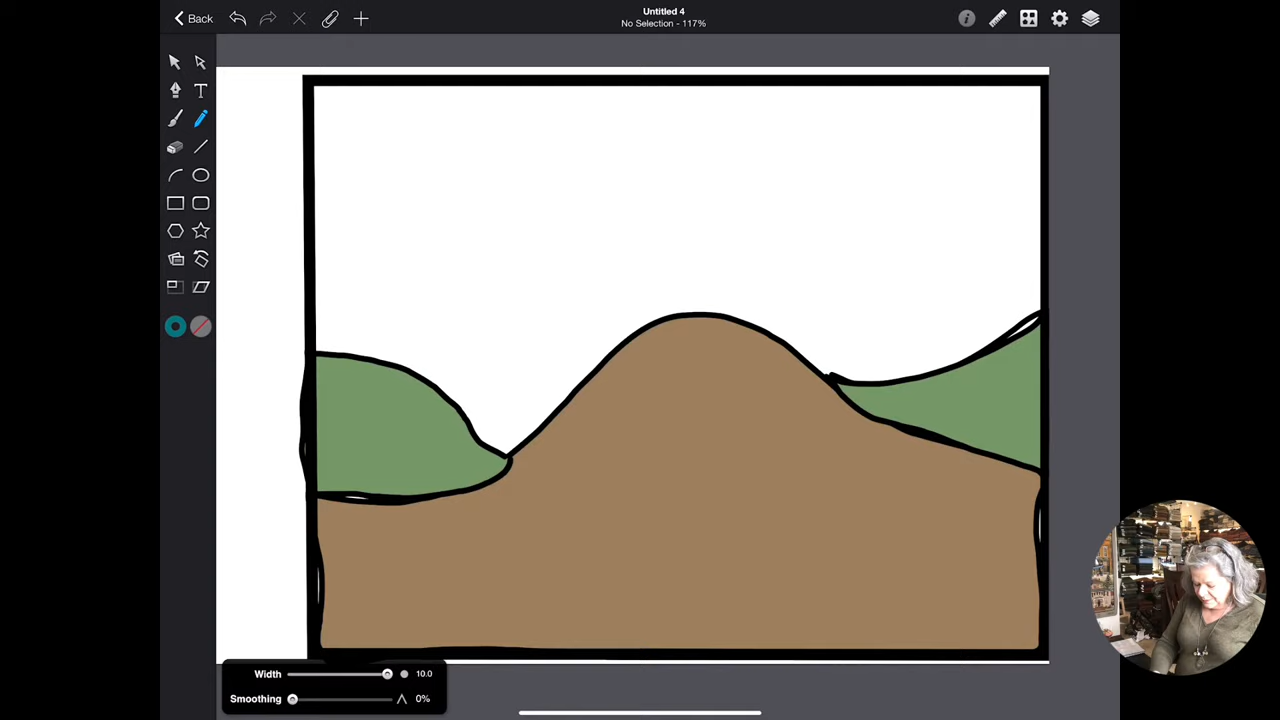 Back
Untitled 4
No Selection - 117%
T
Width 10.0
Smoothing 0%